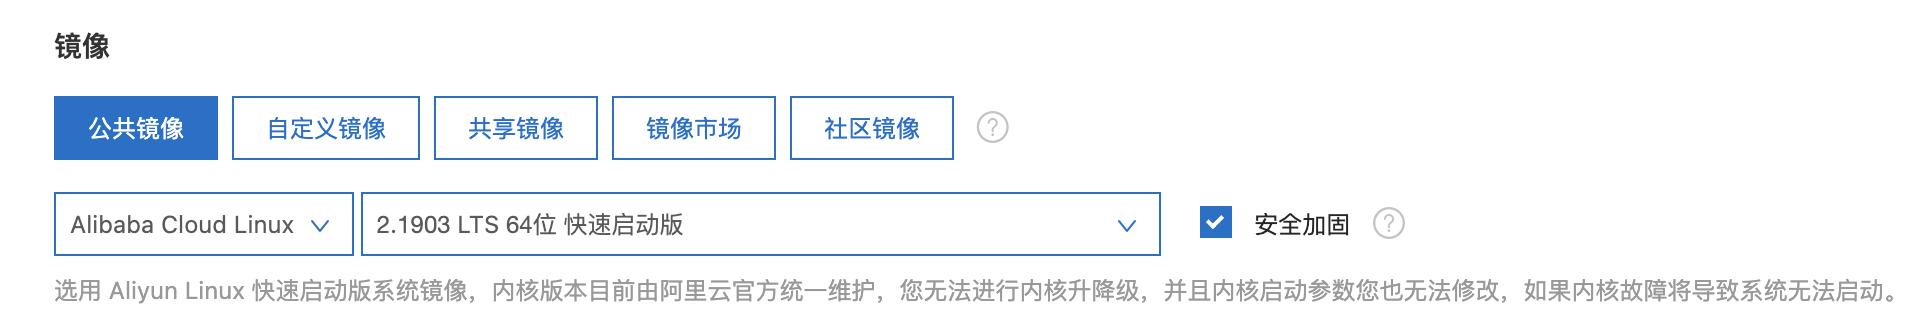 镜像
公共镜像 自定义镜像 共享镜像 镜像市场 社区镜像 ?
Alibaba Cloud Linux 2.1903 LTS 64位 快速启动版 安全加固 ?
选用 Aliyun Linux 快速启动版系统镜像，内核版本目前由阿里云官方统一维护，您无法进行内核升降级，并且内核启动参数您也无法修改，如果内核故障将导致系统无法启动。